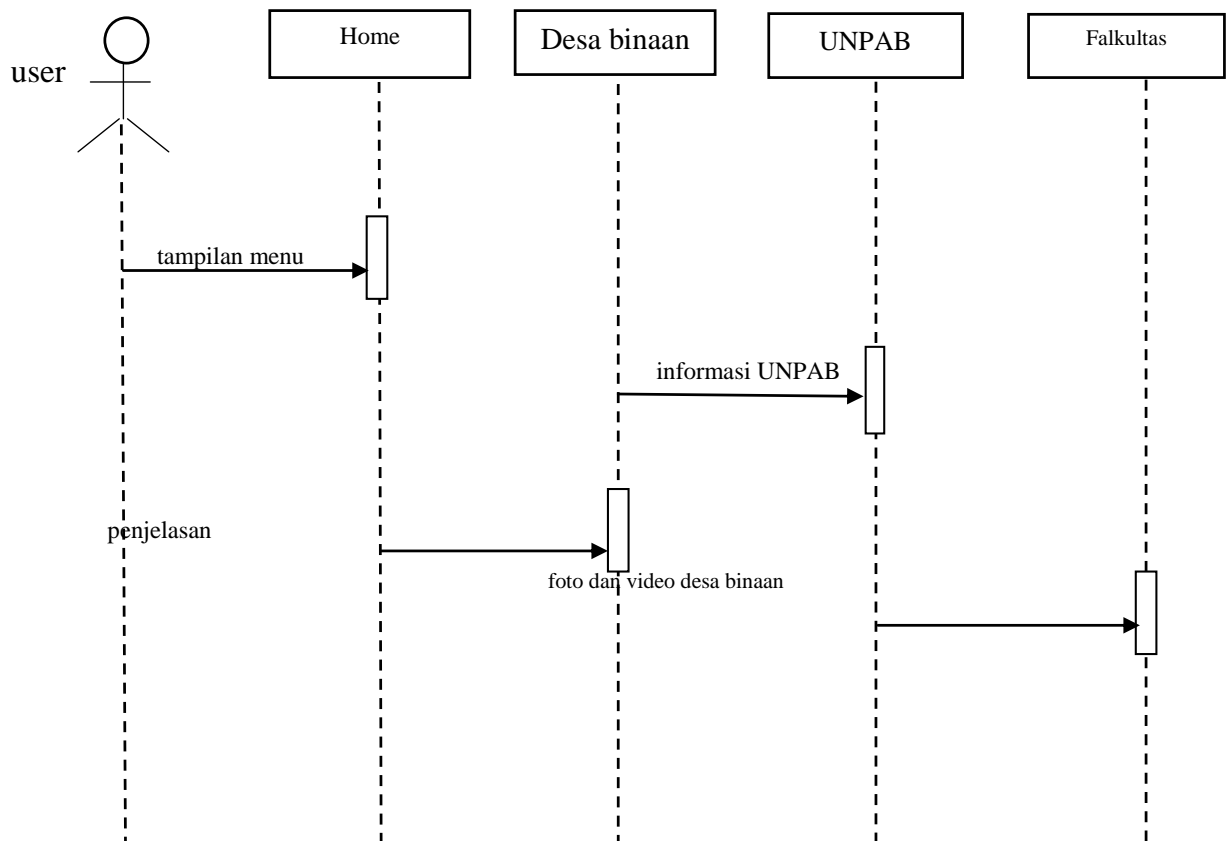 user
Home
Desa binaan
UNPAB
Falkultas
tampilan menu
informasi UNPAB
penjelasan
foto dan video desa binaan